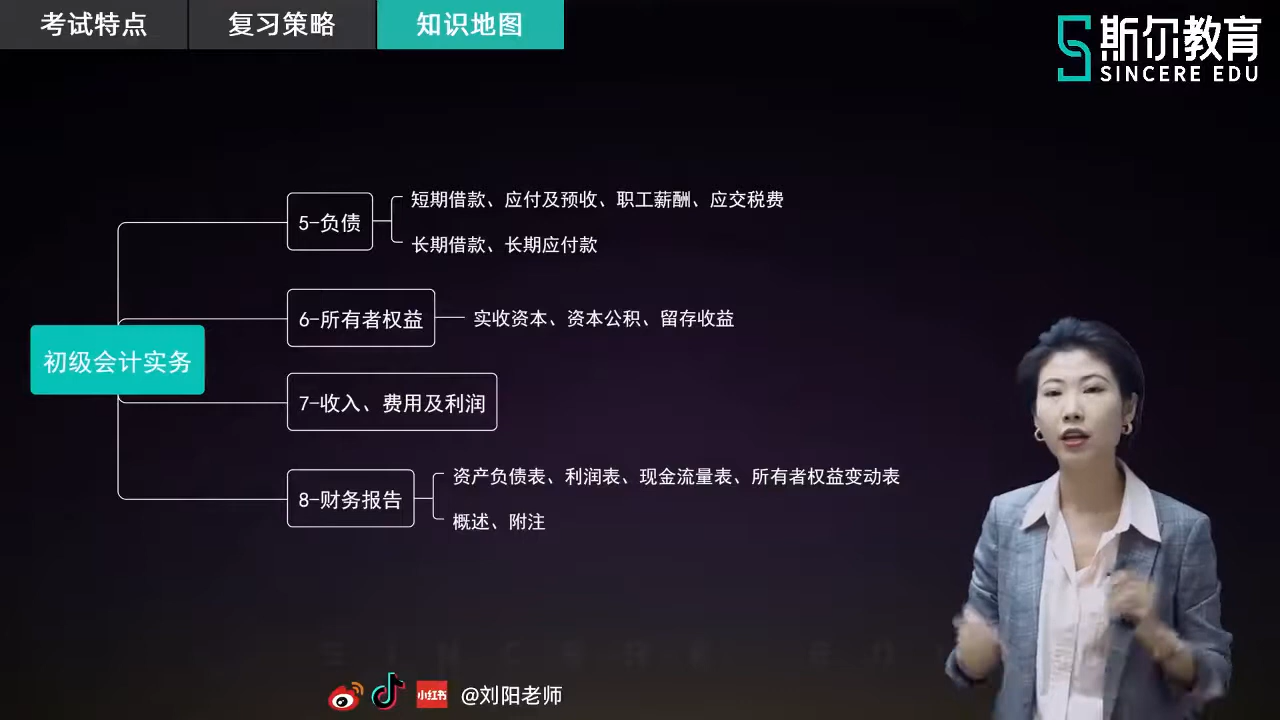 考试特点
复习策略
知识地图
斯尔教育
SINCERE EDU
5-负债
短期借款、应付及预收、职工薪酬、应交税费
长期借款、长期应付款
6-所有者权益
实收资本、资本公积、留存收益
初级会计实务
7-收入、费用及利润
8-财务报告
资产负债表、利润表、现金流量表、所有者权益变动表
概述、附注
小红书
@刘阳老师